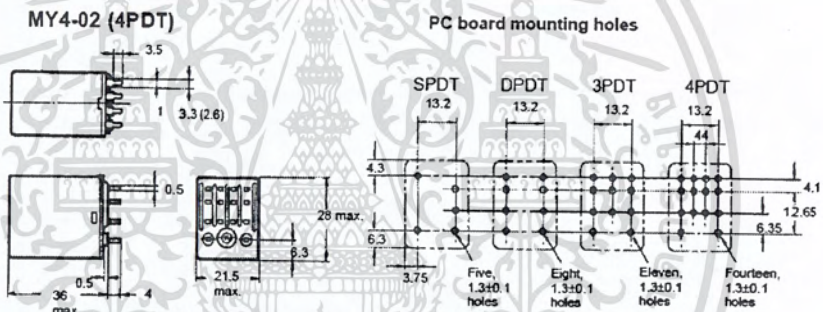 MY4-02 (4PDT)
PC board mounting holes
3.5
1
3.3 (2.6)
0.5
0.5
36
max.
4
28 max.
6.3
21.5
max.
SPDT
DPDT
3PDT
4PDT
13.2
13.2
13.2
13.2
44
4.3
4.1
12.65
6.3
6.35
3.75
Five,
1.3±0.1
holes
Eight,
1.3±0.1
holes
Eleven,
1.3±0.1
holes
Fourteen,
1.3±0.1
holes